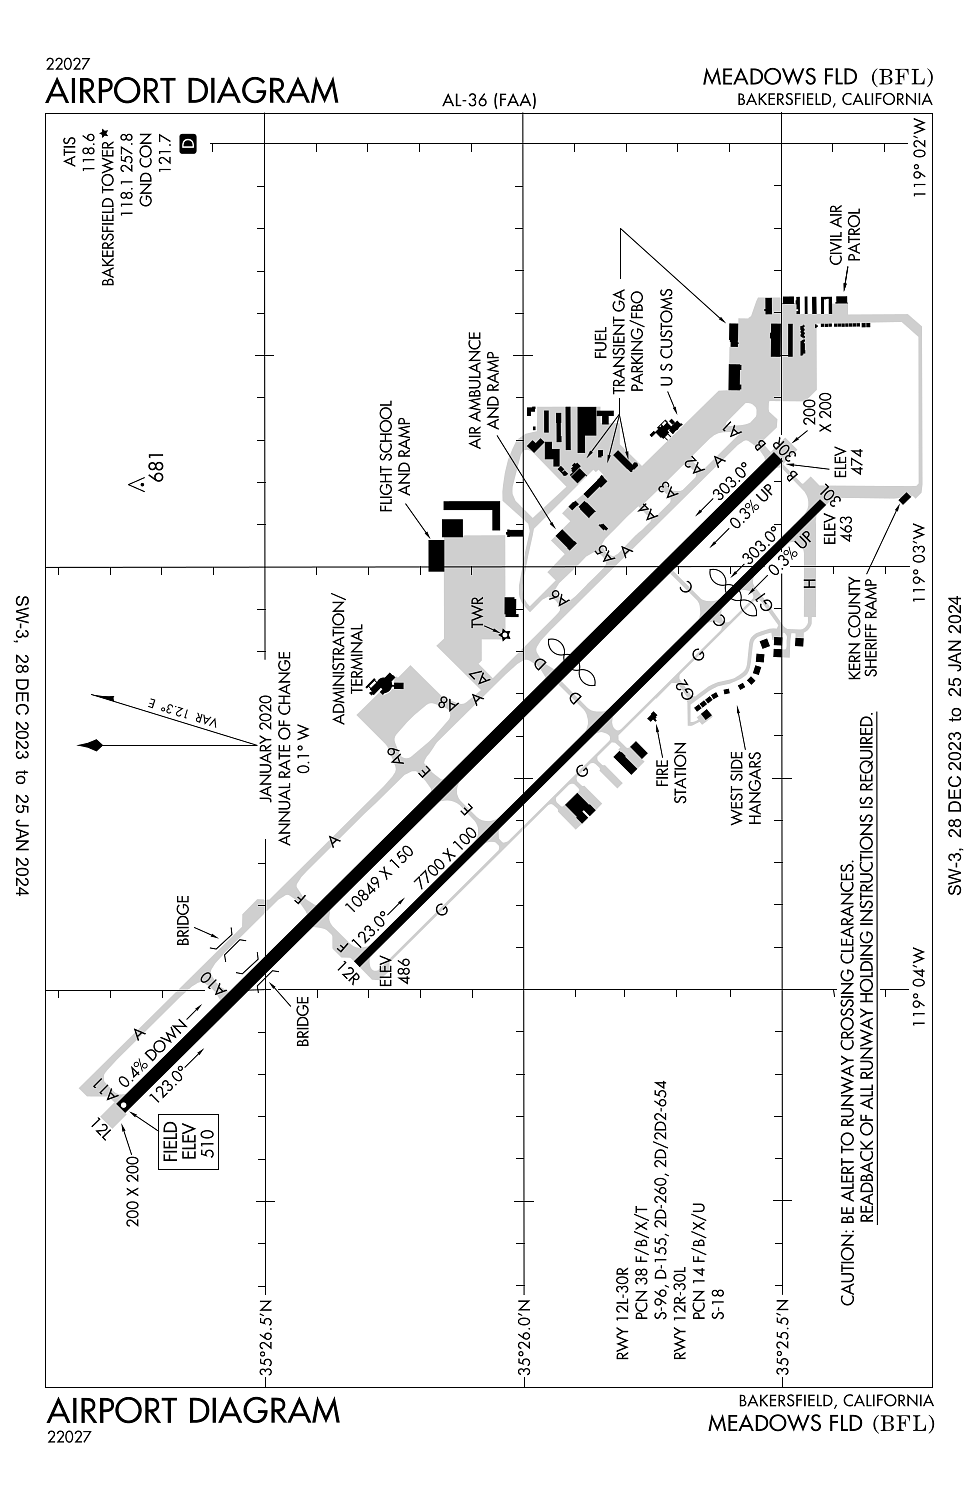 22027
AIRPORT DIAGRAM
AL-36 (FAA)
MEADOWS FLD (BFL)
BAKERSFIELD, CALIFORNIA
ATIS
118.6
BAKERSFIELD TOWER★
118.1 257.8
GND CON
121.7
D
119° 02'W
CIVIL AIR
PATROL
FUEL
TRANSIENT GA
PARKING/FBO
U S CUSTOMS
AIR AMBULANCE
AND RAMP
FLIGHT SCHOOL
AND RAMP
681
200
X 200
ELEV
474
ELEV
463
30R
30L
303.0°
0.3% UP
303.0°
0.3% UP
A1
B
B
A2
A
A3
A4
A5
A
A6
C
C
G1
H
G
G2
D
D
A7
A
A8
A9
E
E
G
G
A
F
F
A10
A
A11
119° 03'W
KERN COUNTY
SHERIFF RAMP
TWR
ADMINISTRATION/
TERMINAL
VAR 12.3° E
JANUARY 2020
ANNUAL RATE OF CHANGE
0.1° W
FIRE
STATION
WEST SIDE
HANGARS
10849 X 150
7700 X 100
123.0°
12R
ELEV
486
BRIDGE
BRIDGE
119° 04'W
0.4% DOWN
123.0°
12L
FIELD
ELEV
510
200 X 200
RWY 12L-30R
PCN 38 F/B/X/T
S-96, D-155, 2D-260, 2D/2D2-654
RWY 12R-30L
PCN 14 F/B/X/U
S-18
CAUTION: BE ALERT TO RUNWAY CROSSING CLEARANCES.
READBACK OF ALL RUNWAY HOLDING INSTRUCTIONS IS REQUIRED.
35°26.5'N
35°26.0'N
35°25.5'N
SW-3, 28 DEC 2023 to 25 JAN 2024
SW-3, 28 DEC 2023 to 25 JAN 2024
AIRPORT DIAGRAM
22027
BAKERSFIELD, CALIFORNIA
MEADOWS FLD (BFL)